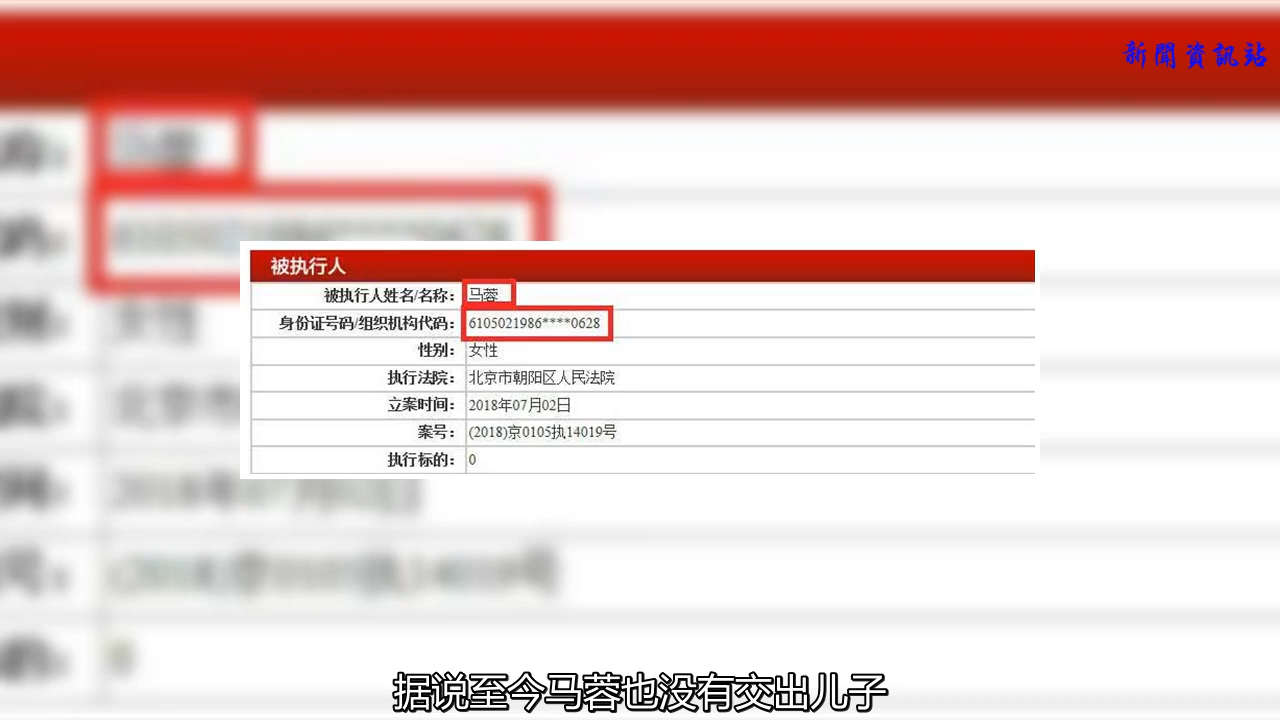 新聞資訊站
被执行人
被执行人姓名/名称： 马蓉
身份证号码/组织机构代码： 6105021986****0628
性别： 女性
执行法院： 北京市朝阳区人民法院
立案时间： 2018年07月02日
案号： (2018)京0105执14019号
执行标的： 0
据说至今马蓉也没有交出儿子